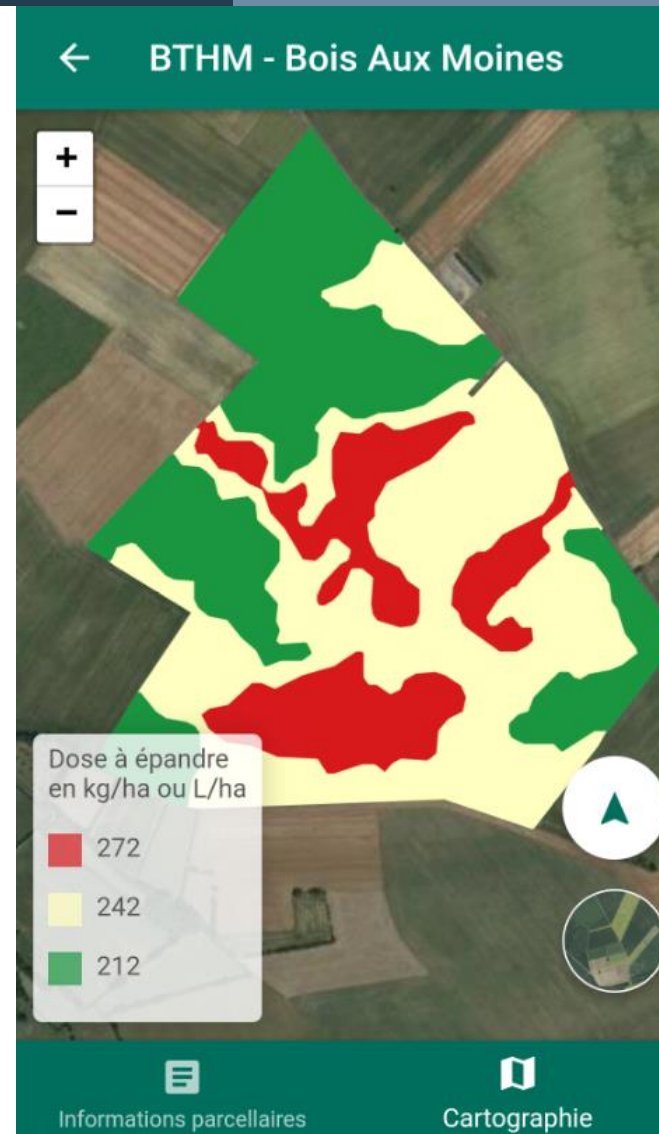 BTHM - Bois Aux Moines
+
−
Dose à épandre
en kg/ha ou L/ha
272
242
212
Informations parcellaires
Cartographie